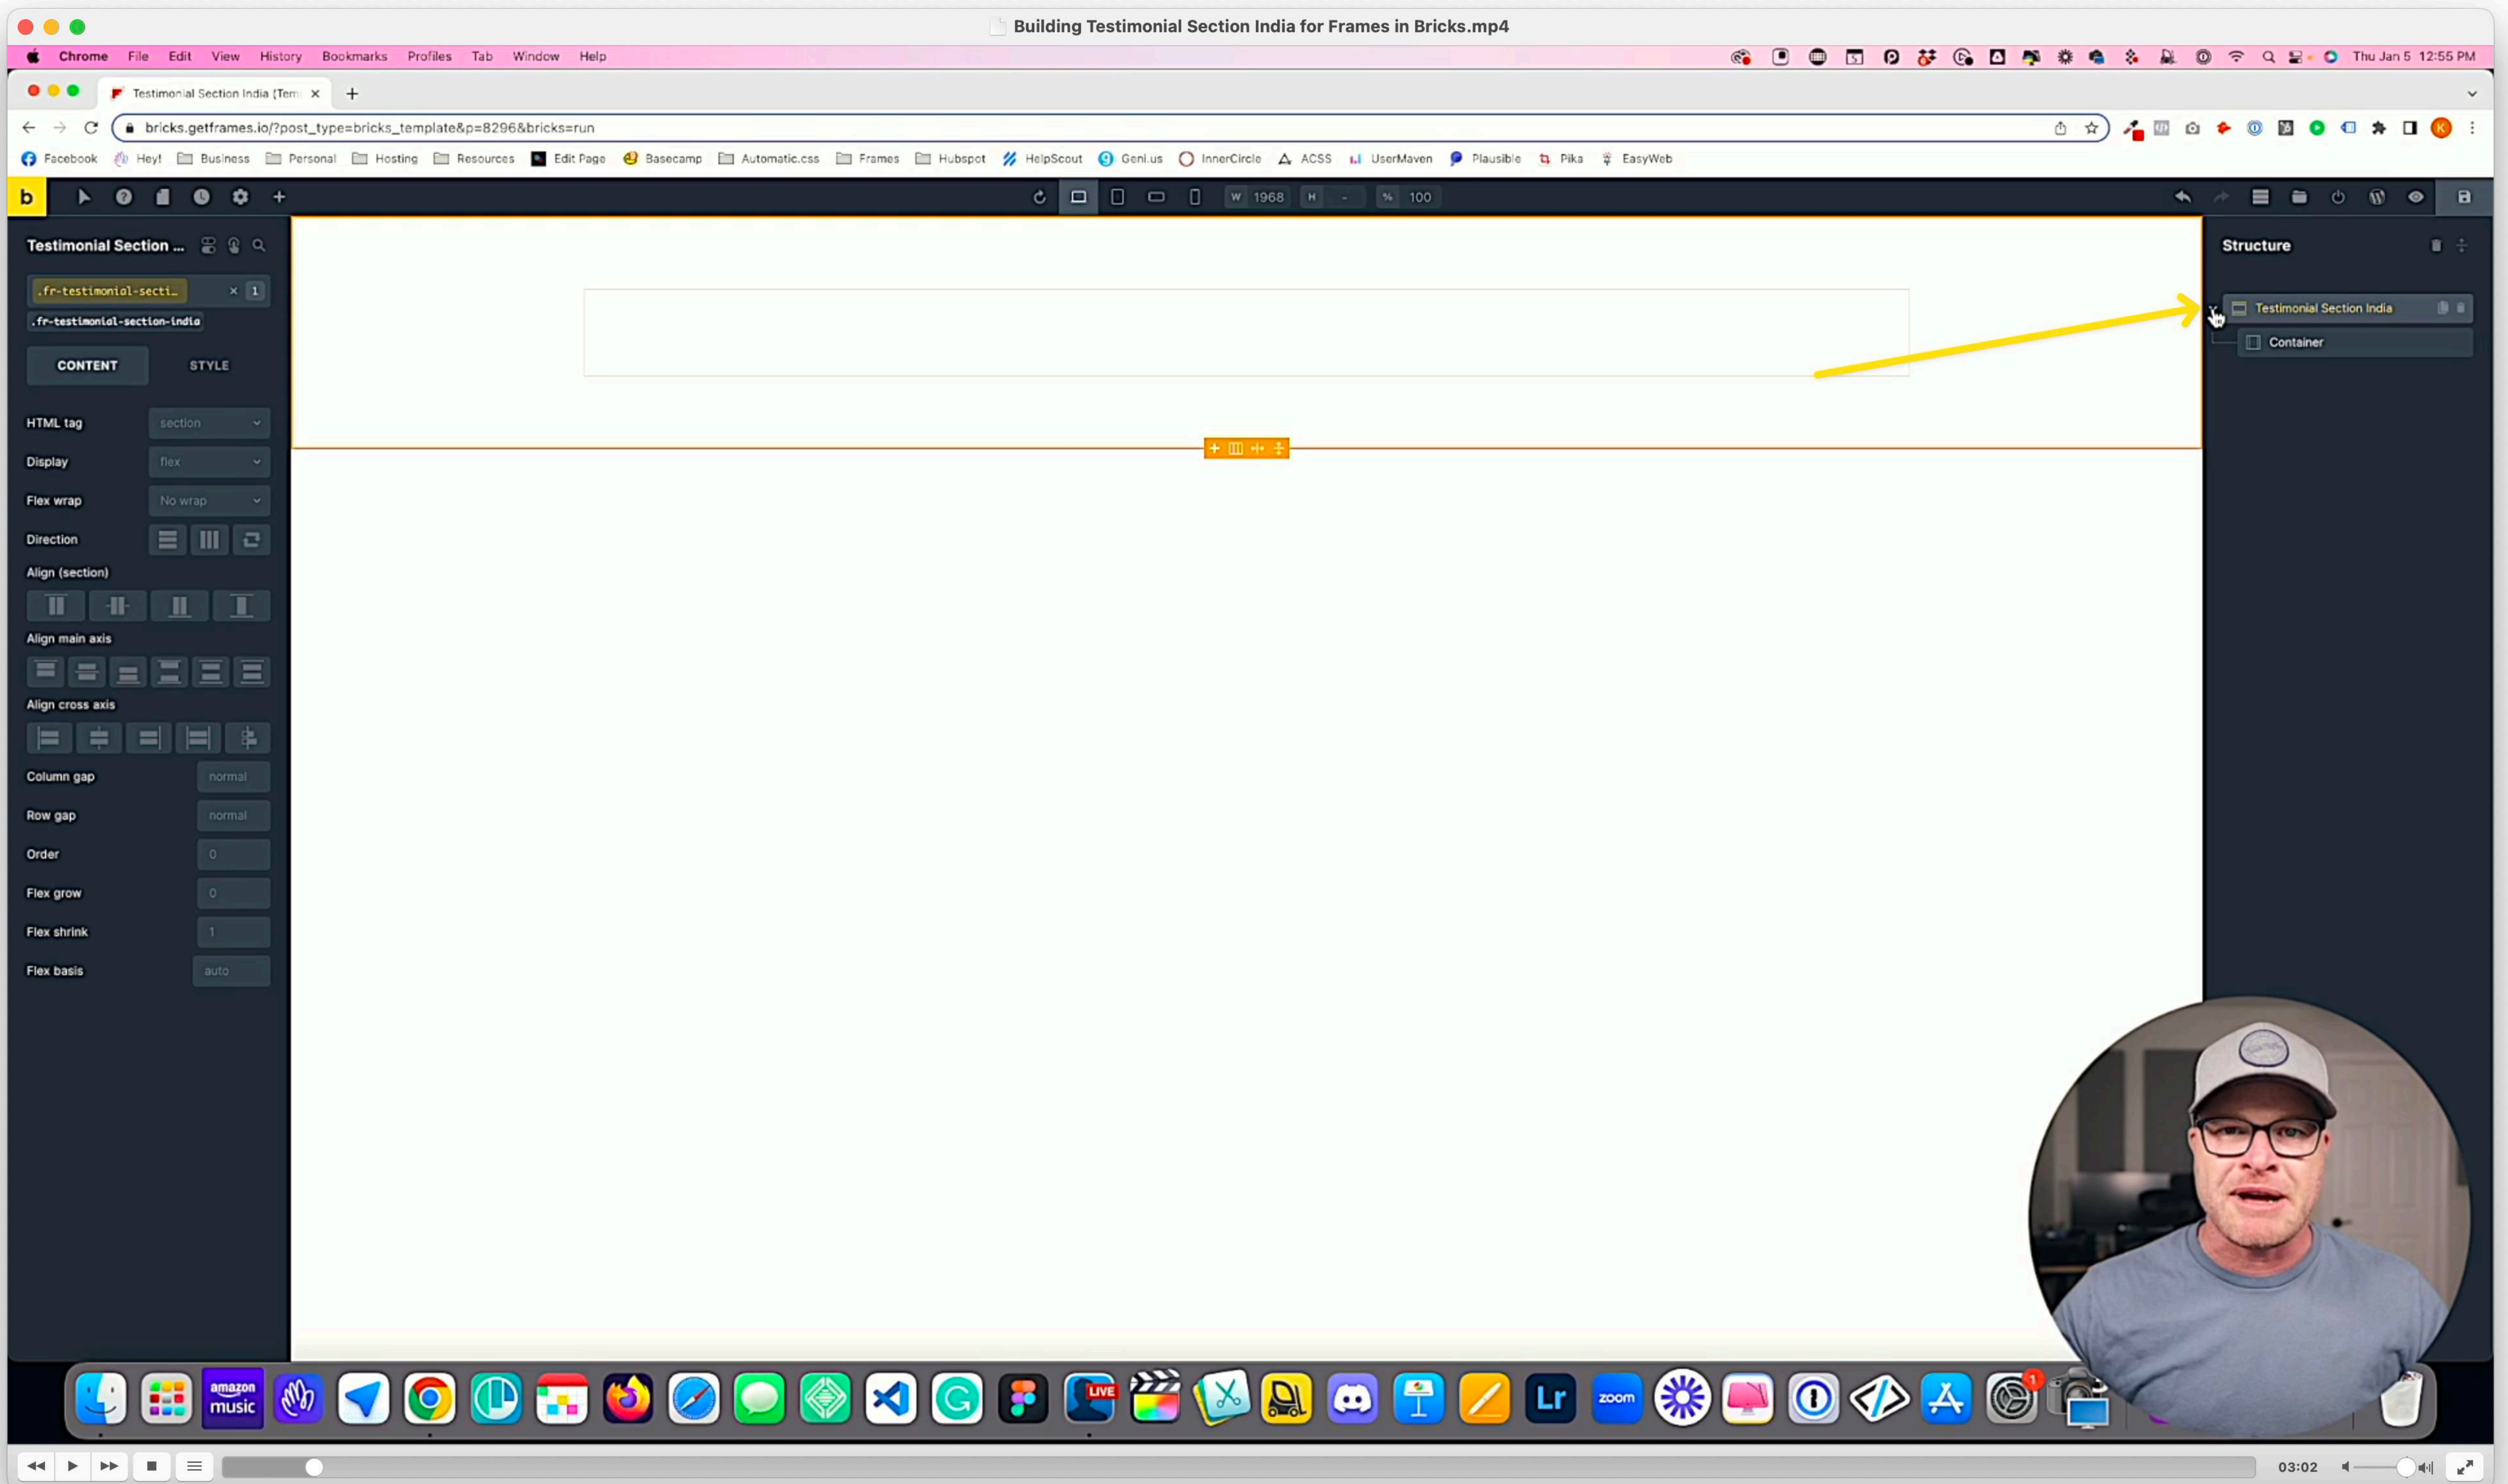 Building Testimonial Section India for Frames in Bricks.mp4
Chrome File Edit View History Bookmarks Profiles Tab Window Help Thu Jan 5 12:55 PM
Testimonial Section India (Tem
bricks.getframes.io/?post_type=bricks_template&p=8296&bricks=run
K
Facebook Hey! Business Personal Hosting Resources Edit Page Basecamp Automatic.css Frames Hubspot HelpScout Geni.us InnerCircle ACSS UserMaven Plausible Pika EasyWeb
b W 1968 H - % 100
Testimonial Section ...
.fr-testimonial-secti… × 1
.fr-testimonial-section-india
CONTENT STYLE
HTML tag section
Display flex
Flex wrap No wrap
Direction
Align (section)
Align main axis
Align cross axis
Column gap normal
Row gap normal
Order 0
Flex grow 0
Flex shrink 1
Flex basis auto
Structure
Testimonial Section India
Container
amazon music
LIVE
Lr
zoom
1
03:02